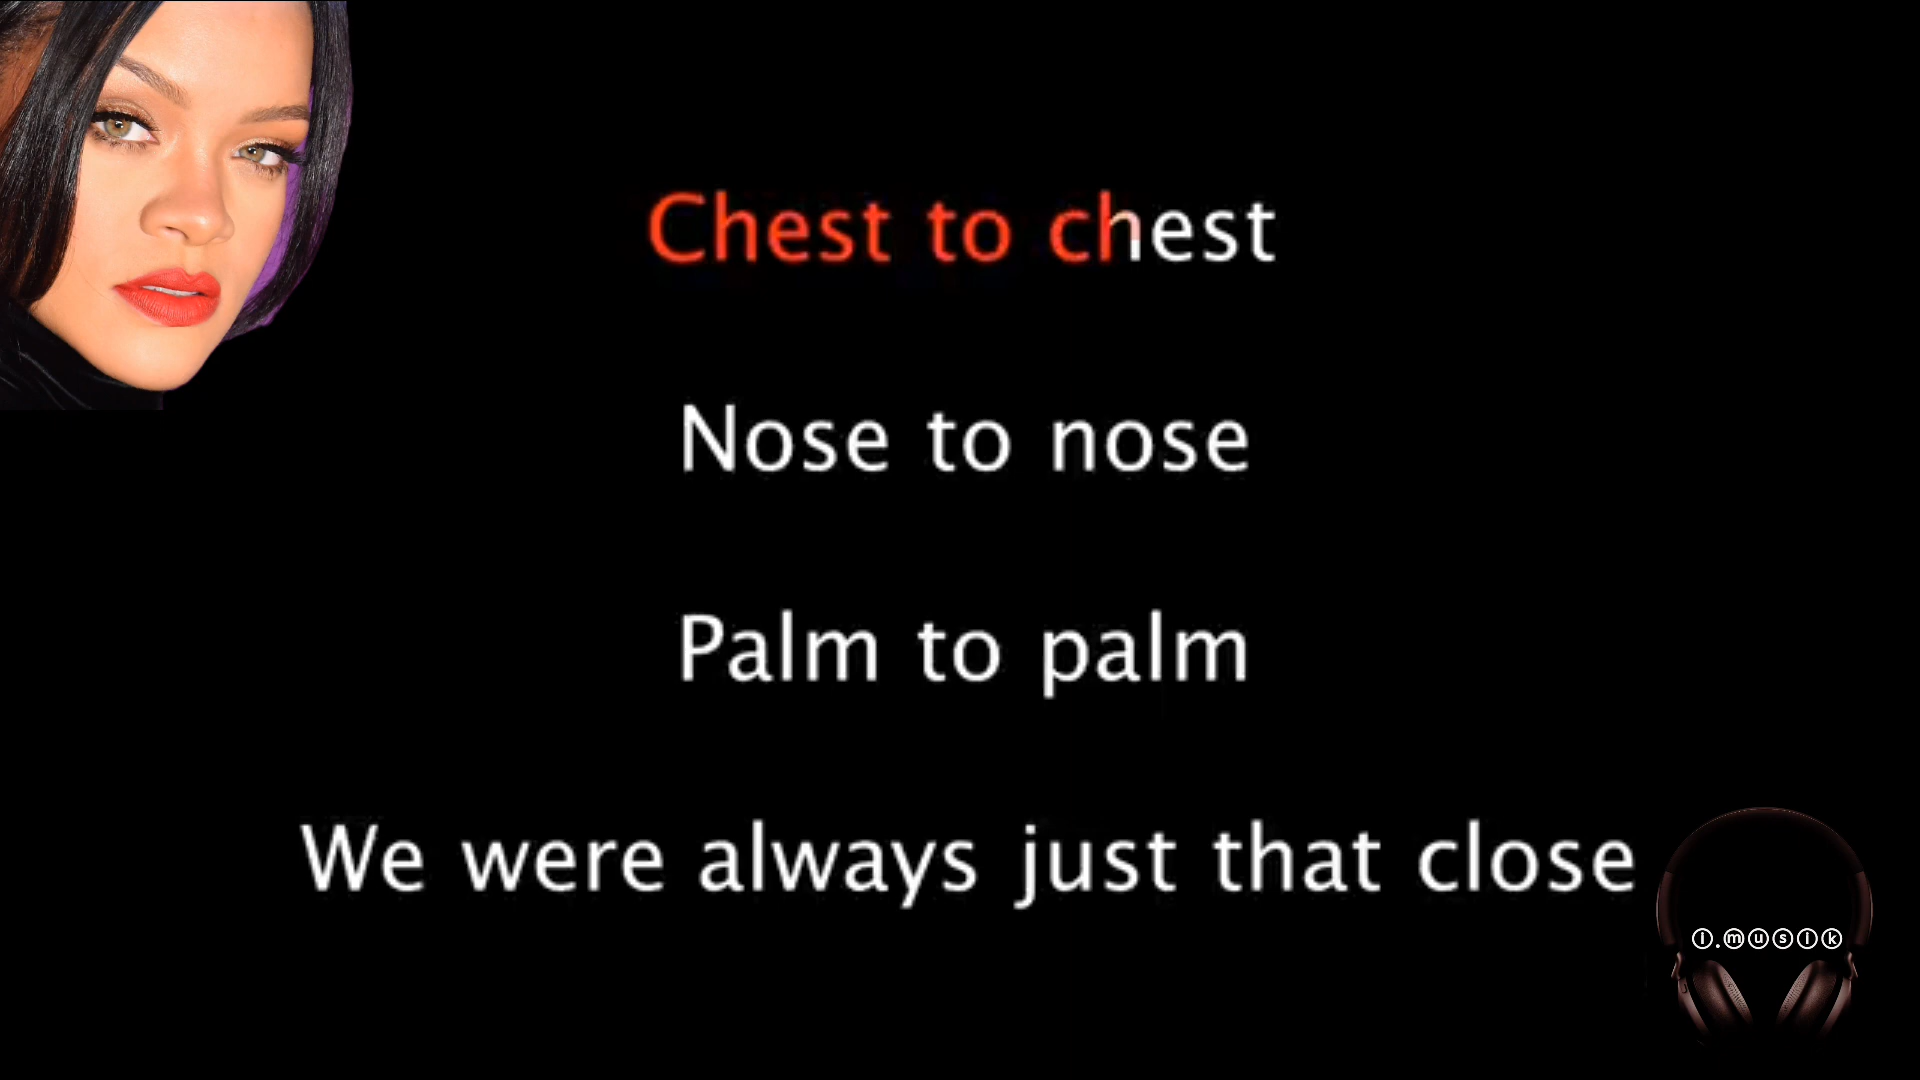 Chest to chest
Nose to nose
Palm to palm
We were always just that close
i.musik